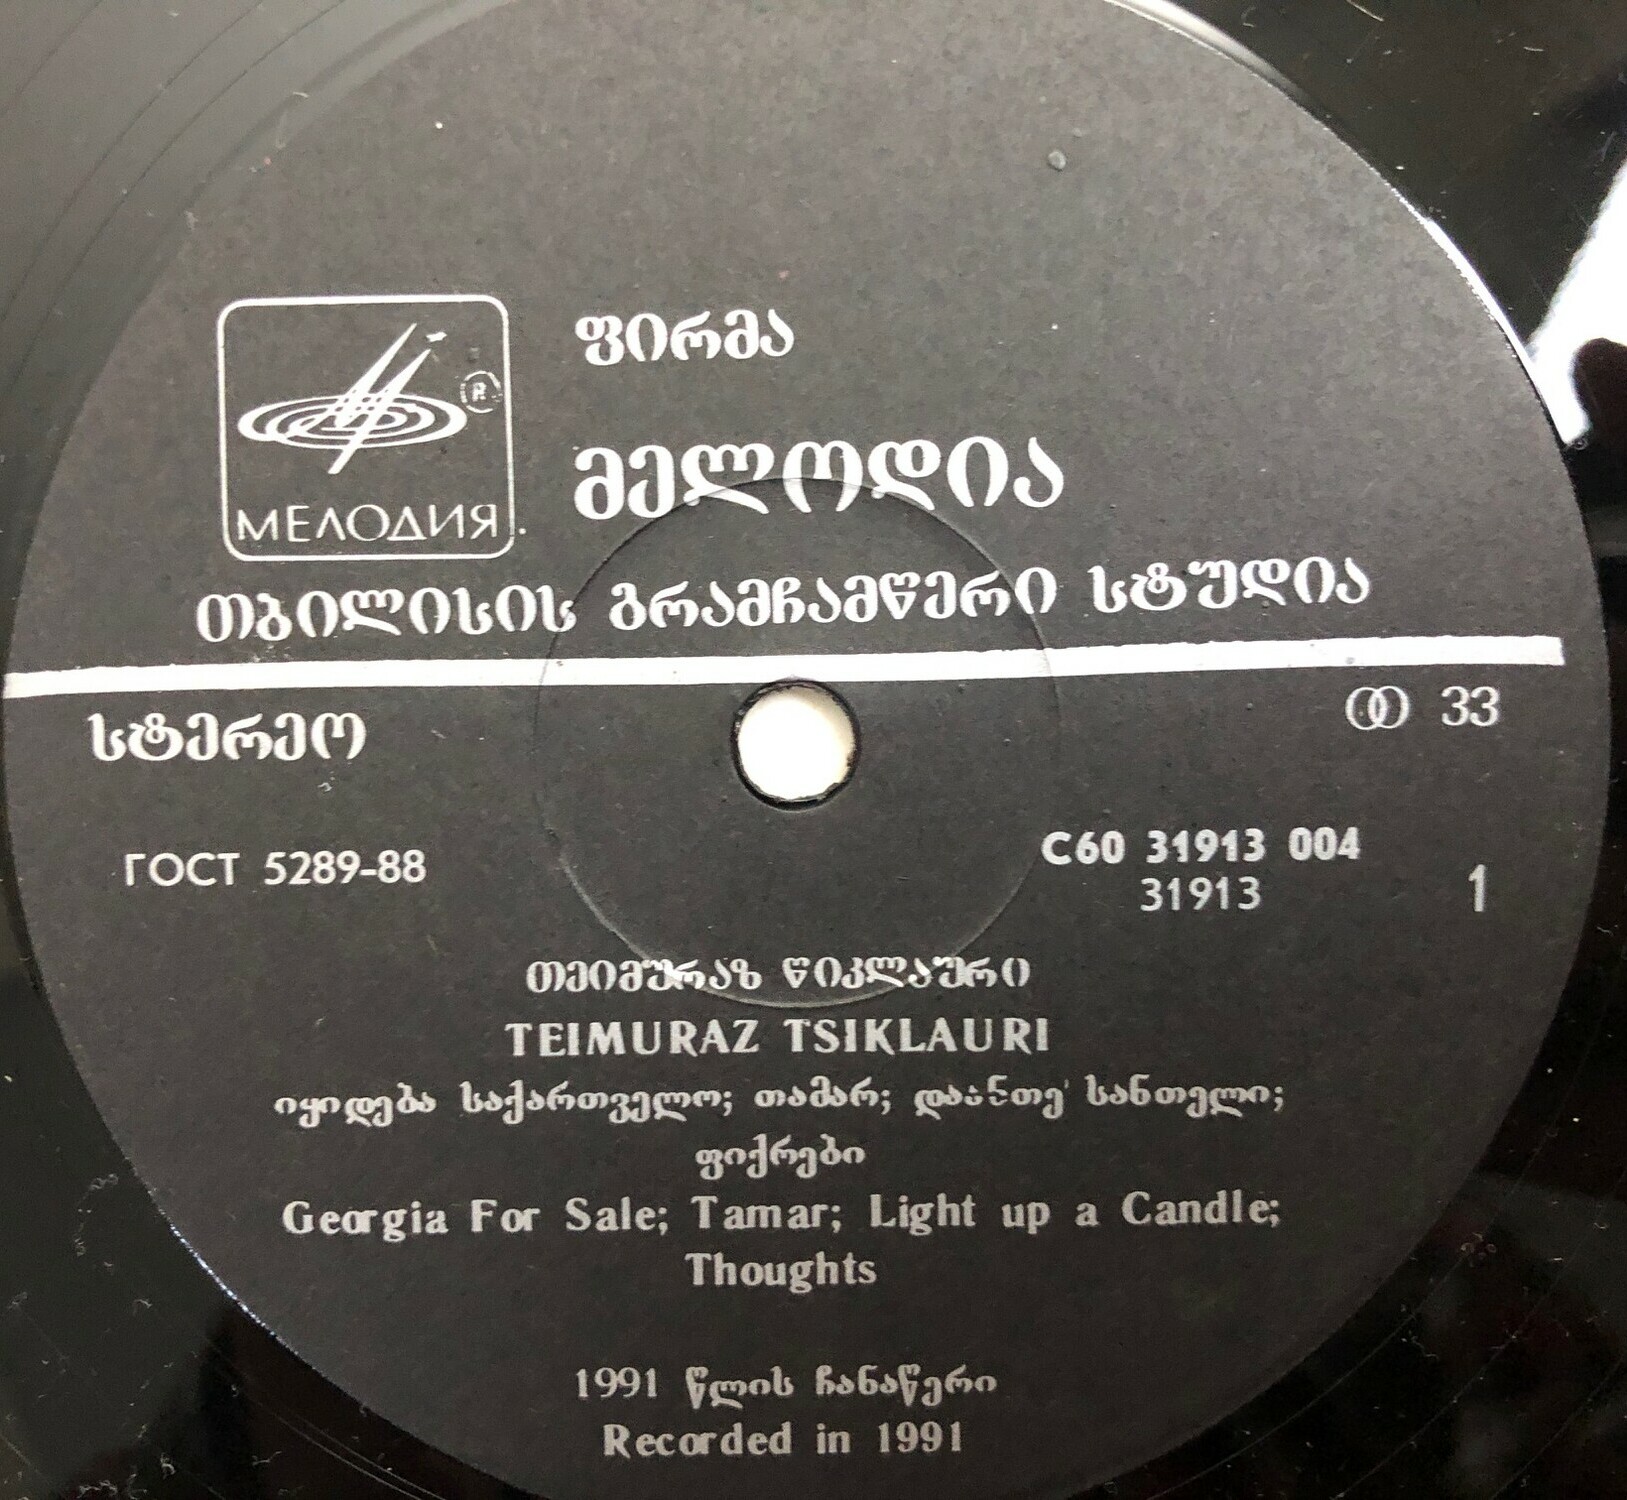 ფირმა
მელოდია
®
МЕЛОДИЯ
თბილისის გრამჩამწერი სტუდია
სტერეო
33
ГОСТ 5289-88
С60 31913 004
31913
1
თეიმურაზ წიკლაური
TEIMURAZ TSIKLAURI
იყიდება საქართველო; თამარ; დაანთე სანთელი;
ფიქრები
Georgia For Sale; Tamar; Light up a Candle;
Thoughts
1991 წლის ჩანაწერი
Recorded in 1991